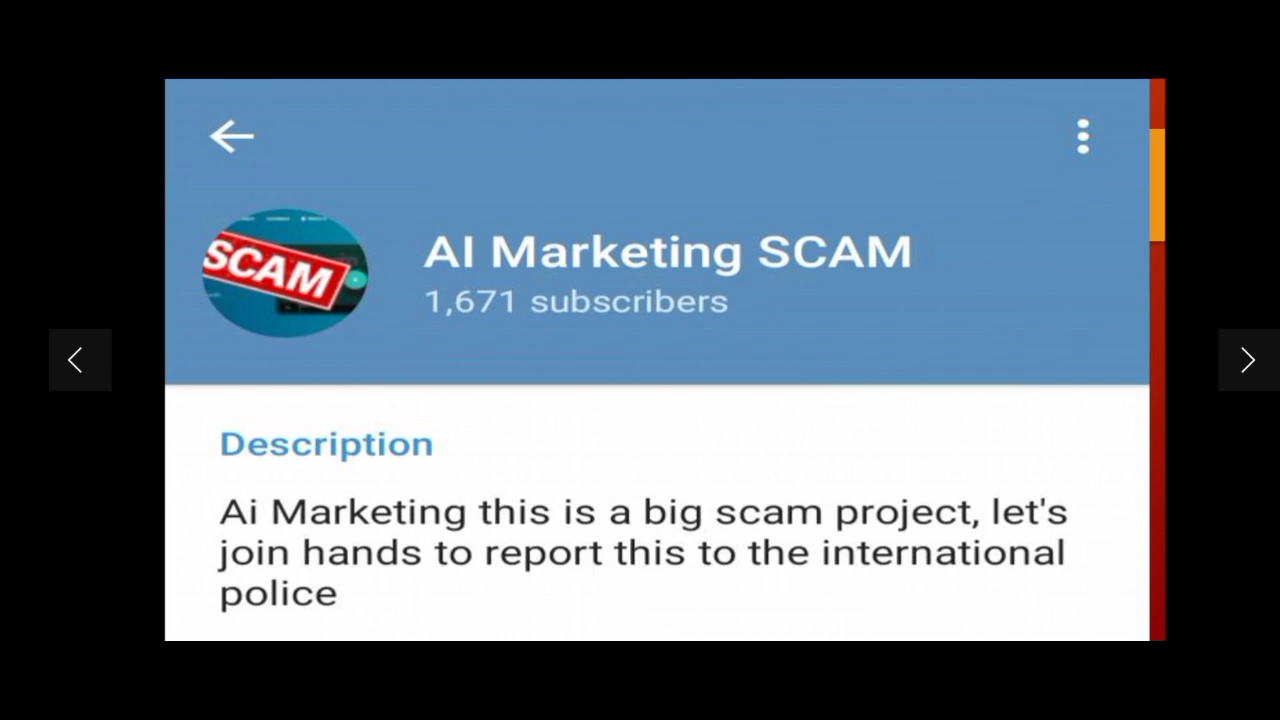 SCAM
AI Marketing SCAM
1,671 subscribers
Description
Ai Marketing this is a big scam project, let's
join hands to report this to the international
police